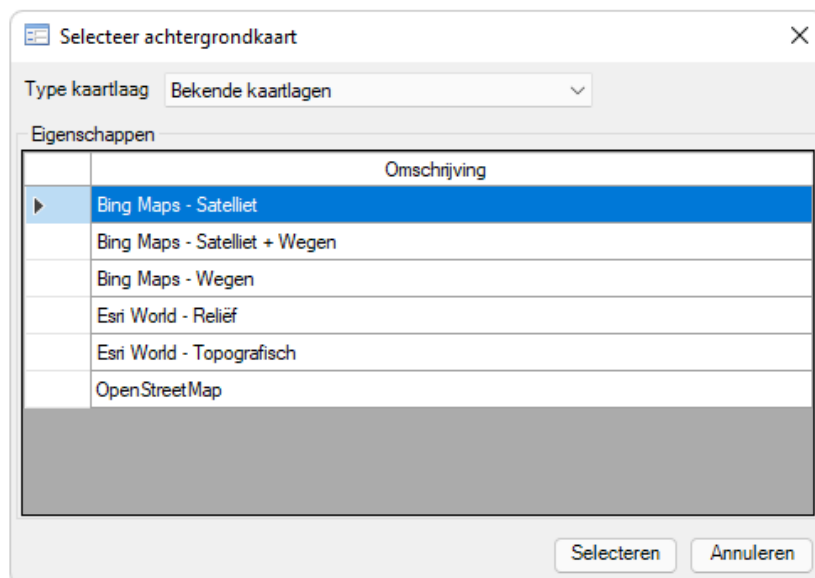 Selecteer achtergrondkaart
Type kaartlaag Bekende kaartlagen
Eigenschappen
Omschrijving
Bing Maps - Satelliet
Bing Maps - Satelliet + Wegen
Bing Maps - Wegen
Esri World - Reliëf
Esri World - Topografisch
OpenStreetMap
Selecteren Annuleren